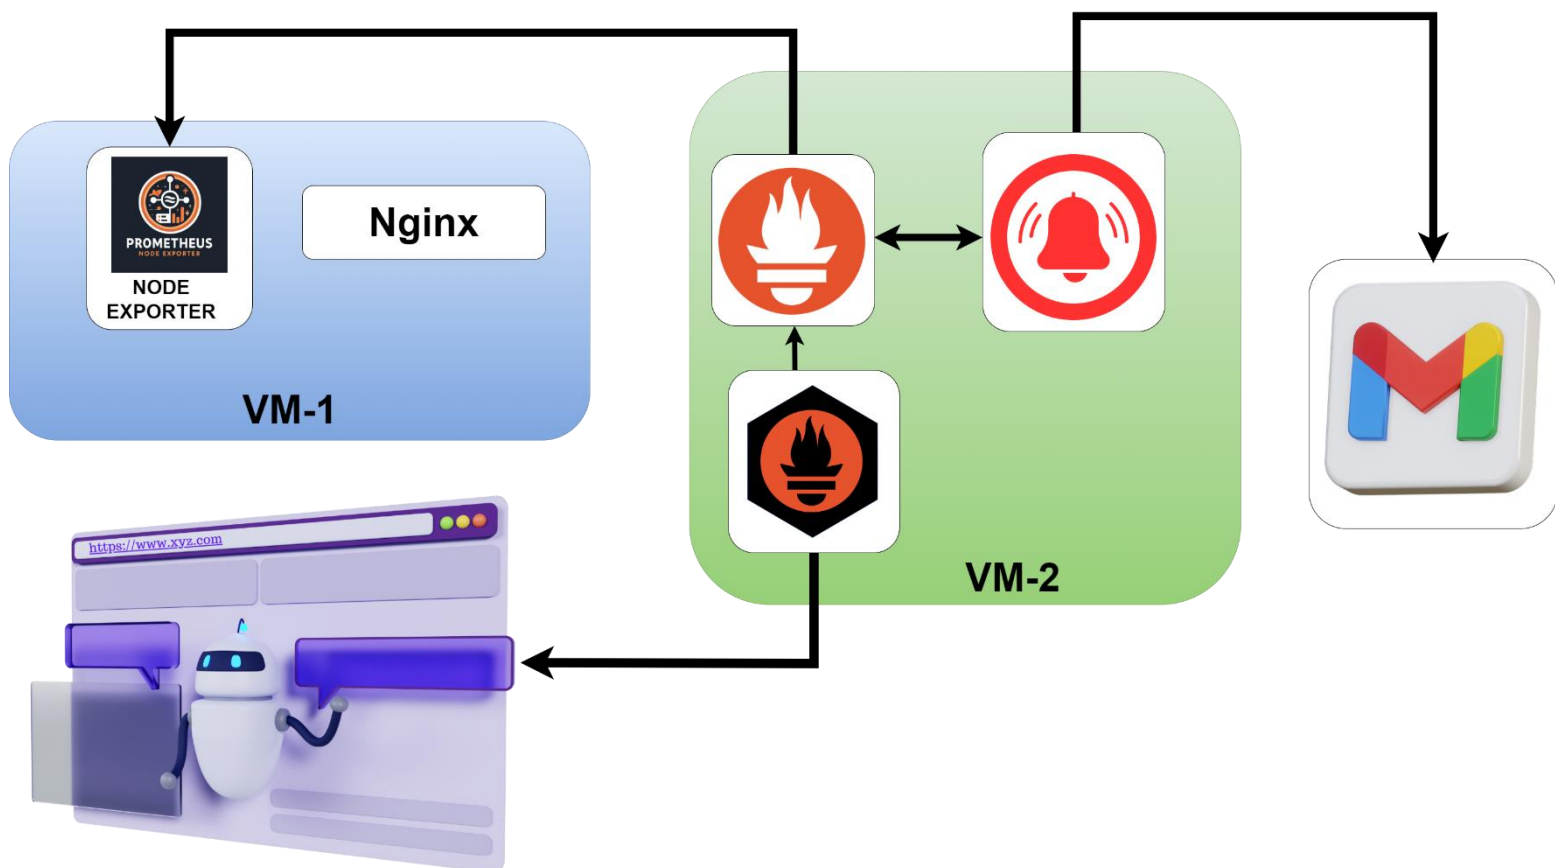 PROMETHEUS
NODE EXPORTER
NODE
EXPORTER
Nginx
VM-1
VM-2
https://www.xyz.com